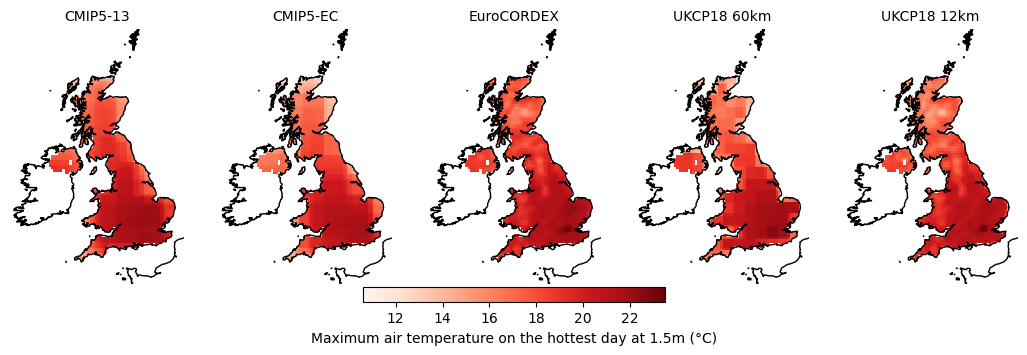 CMIP5-13 CMIP5-EC EuroCORDEX UKCP18 60km UKCP18 12km
12 14 16 18 20 22
Maximum air temperature on the hottest day at 1.5m (°C)